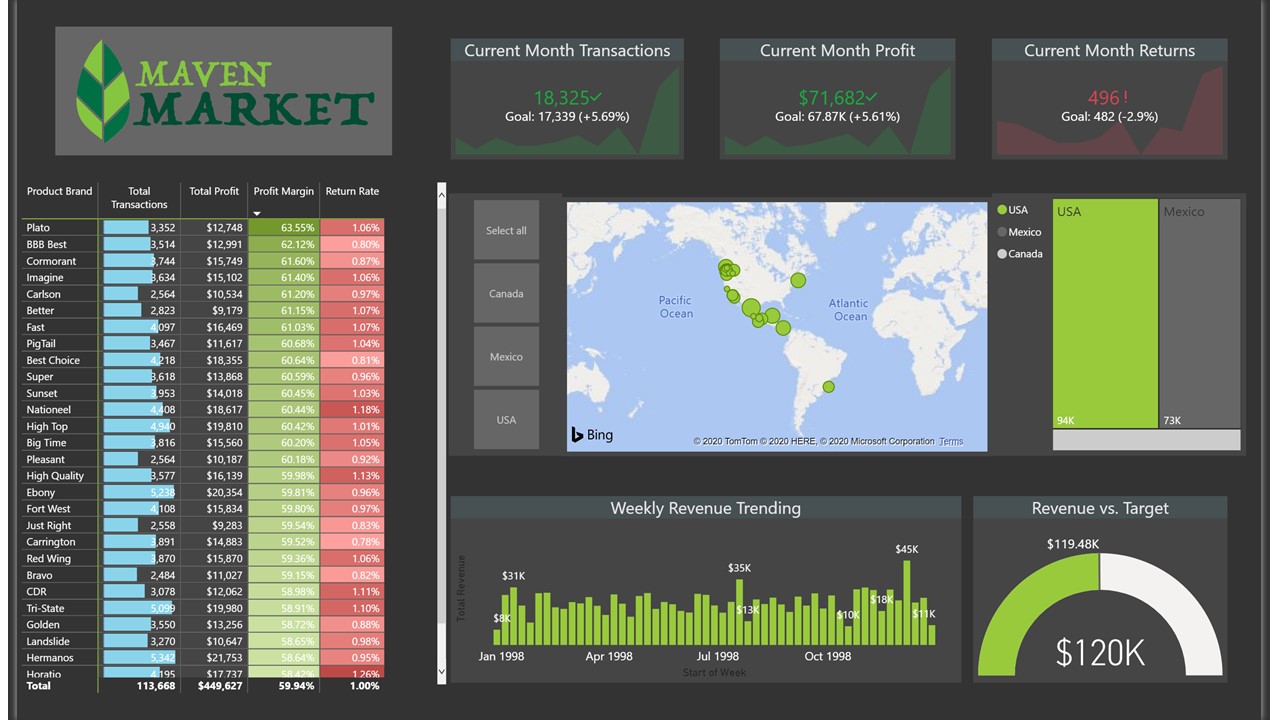 MAVEN
MARKET
Current Month Transactions
18,325✓
Goal: 17,339 (+5.69%)
Current Month Profit
$71,682✓
Goal: 67.87K (+5.61%)
Current Month Returns
496 !
Goal: 482 (-2.9%)
Product Brand Total Transactions Total Profit Profit Margin Return Rate
Plato 3,352 $12,748 63.55% 1.06%
BBB Best 3,514 $12,991 62.12% 0.80%
Cormorant 3,744 $15,749 61.60% 0.87%
Imagine 3,634 $15,102 61.40% 1.06%
Carlson 2,564 $10,534 61.20% 0.97%
Better 2,823 $9,179 61.15% 1.07%
Fast 4,097 $16,469 61.03% 1.07%
PigTail 3,467 $11,617 60.68% 1.04%
Best Choice 4,218 $18,355 60.64% 0.81%
Super 3,618 $13,868 60.59% 0.96%
Sunset 3,953 $14,018 60.45% 1.03%
Nationeel 4,408 $18,617 60.44% 1.18%
High Top 4,940 $19,810 60.42% 1.01%
Big Time 3,816 $15,560 60.20% 1.05%
Pleasant 2,564 $10,187 60.18% 0.92%
High Quality 3,577 $16,139 59.98% 1.13%
Ebony 5,238 $20,354 59.81% 0.96%
Fort West 4,108 $15,834 59.80% 0.97%
Just Right 2,558 $9,283 59.54% 0.83%
Carrington 3,891 $14,883 59.52% 0.78%
Red Wing 3,870 $15,870 59.36% 1.06%
Bravo 2,484 $11,027 59.15% 0.82%
CDR 3,078 $12,062 58.98% 1.11%
Tri-State 5,099 $19,980 58.91% 1.10%
Golden 3,550 $13,256 58.72% 0.88%
Landslide 3,270 $10,647 58.65% 0.98%
Hermanos 5,342 $21,753 58.64% 0.95%
Horatio 4,195 $17,737 58.42% 1.26%
Total 113,668 $449,627 59.94% 1.00%
Select all
Canada
Mexico
USA
Pacific
Ocean
Atlantic
Ocean
Bing
© 2020 TomTom © 2020 HERE, © 2020 Microsoft Corporation Terms
USA
Mexico
Canada
USA
94K
Mexico
73K
Weekly Revenue Trending
Total Revenue
$8K
$31K
$35K
$13K
$10K
$18K
$45K
$11K
Jan 1998 Apr 1998 Jul 1998 Oct 1998
Start of Week
Revenue vs. Target
$119.48K
$120K